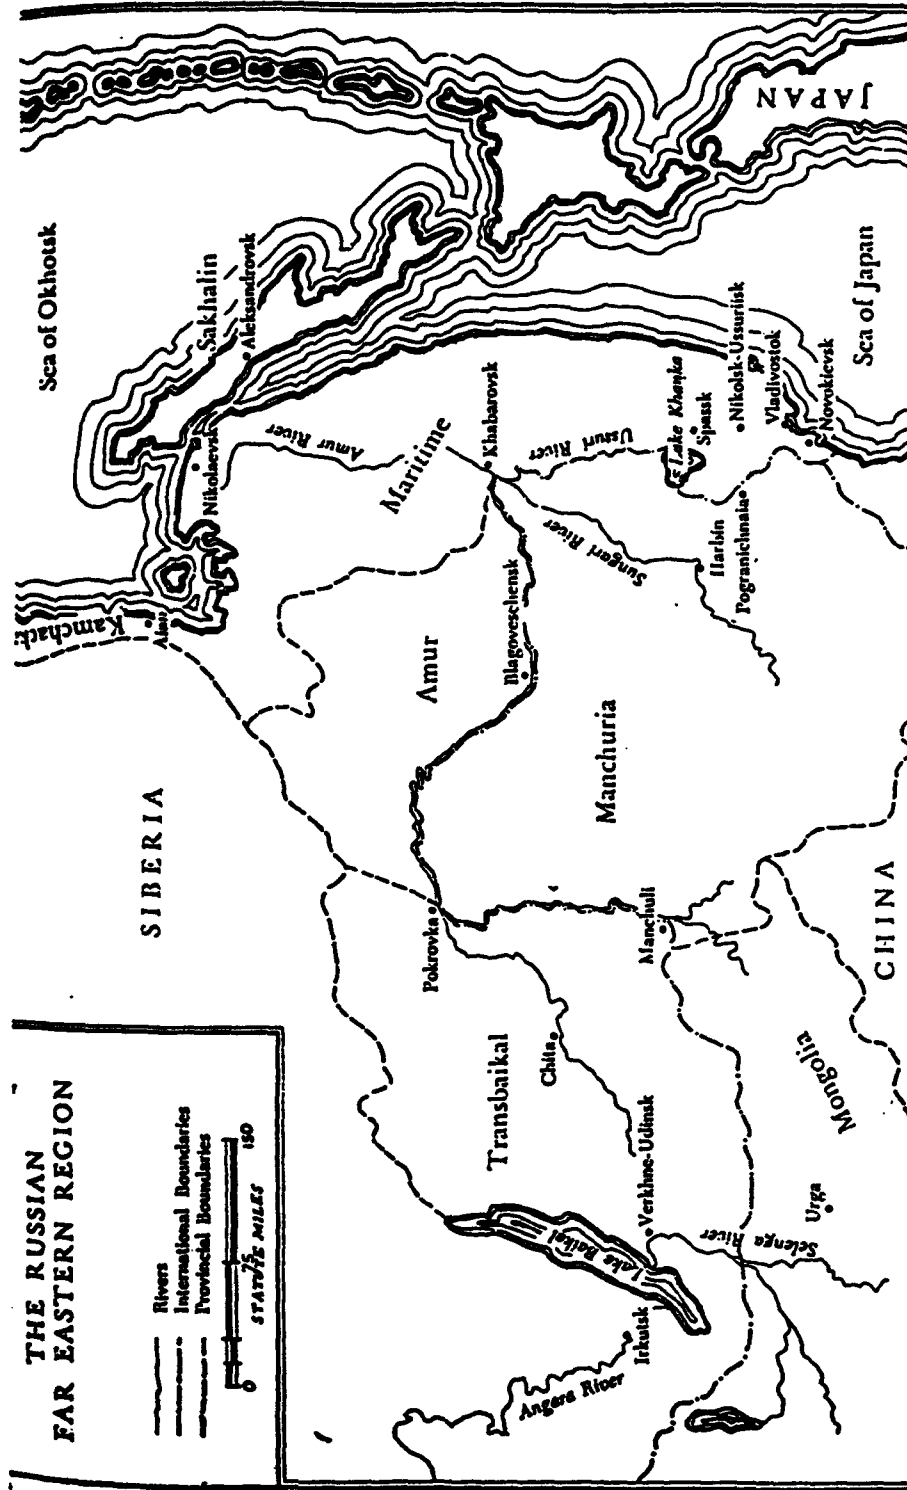 THE RUSSIAN
FAR EASTERN REGION
Rivers
International Boundaries
Provincial Boundaries
0 75 150
STATUTE MILES
SIBERIA
Kamchack
Aian
Sea of Okhotsk
Nikolaevsk
Sakhalin
Aleksandrovsk
Amur River
Maritime
Khabarovsk
Amur
Blagoveschensk
Pokrovka
Transbaikal
Chita
Lake Baikal
Verkhne-Udinsk
Irkutsk
Angara River
Selenga River
Urga
Mongolia
CHINA
Manchuli
Manchuria
Sungari River
Harbin
Pogranichnaia
Ussuri River
Lake Khanka
Spassk
Nikolsk-Ussuriisk
Vladivostok
Novokievsk
Sea of Japan
JAPAN